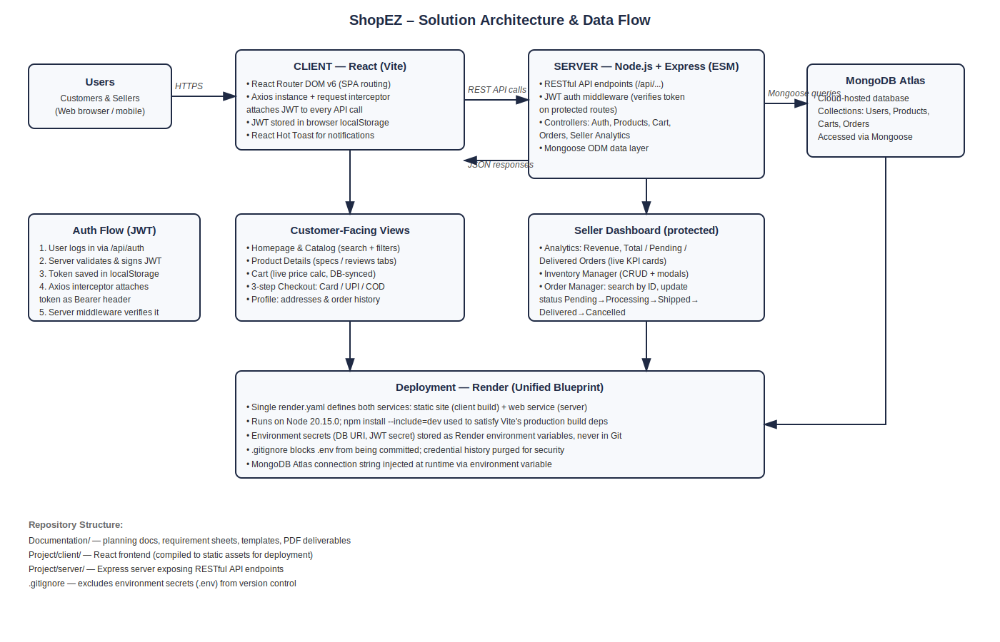 ShopEZ – Solution Architecture & Data Flow
Users
Customers & Sellers
(Web browser / mobile)
HTTPS
CLIENT — React (Vite)
• React Router DOM v6 (SPA routing)
• Axios instance + request interceptor
attaches JWT to every API call
• JWT stored in browser localStorage
• React Hot Toast for notifications
REST API calls
JSON responses
SERVER — Node.js + Express (ESM)
• RESTful API endpoints (/api/...)
• JWT auth middleware (verifies token
on protected routes)
• Controllers: Auth, Products, Cart,
Orders, Seller Analytics
• Mongoose ODM data layer
Mongoose queries
MongoDB Atlas
Cloud-hosted database
Collections: Users, Products,
Carts, Orders
Accessed via Mongoose
Auth Flow (JWT)
1. User logs in via /api/auth
2. Server validates & signs JWT
3. Token saved in localStorage
4. Axios interceptor attaches
token as Bearer header
5. Server middleware verifies it
Customer-Facing Views
• Homepage & Catalog (search + filters)
• Product Details (specs / reviews tabs)
• Cart (live price calc, DB-synced)
• 3-step Checkout: Card / UPI / COD
• Profile: addresses & order history
Seller Dashboard (protected)
• Analytics: Revenue, Total / Pending /
Delivered Orders (live KPI cards)
• Inventory Manager (CRUD + modals)
• Order Manager: search by ID, update
status Pending→Processing→Shipped→
Delivered→Cancelled
Deployment — Render (Unified Blueprint)
• Single render.yaml defines both services: static site (client build) + web service (server)
• Runs on Node 20.15.0; npm install --include=dev used to satisfy Vite's production build deps
• Environment secrets (DB URI, JWT secret) stored as Render environment variables, never in Git
• .gitignore blocks .env from being committed; credential history purged for security
• MongoDB Atlas connection string injected at runtime via environment variable
Repository Structure:
Documentation/ — planning docs, requirement sheets, templates, PDF deliverables
Project/client/ — React frontend (compiled to static assets for deployment)
Project/server/ — Express server exposing RESTful API endpoints
.gitignore — excludes environment secrets (.env) from version control